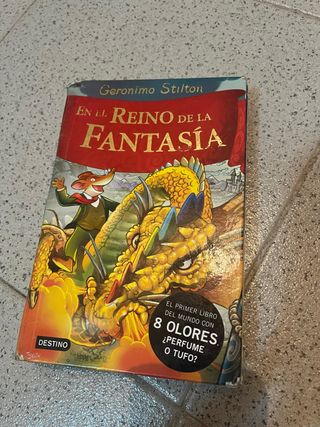 Geronimo Stilton
EN EL REINO DE LA
FANTASÍA
EL PRIMER LIBRO
DEL MUNDO CON
8 OLORES
¿PERFUME
O TUFO?
DESTINO